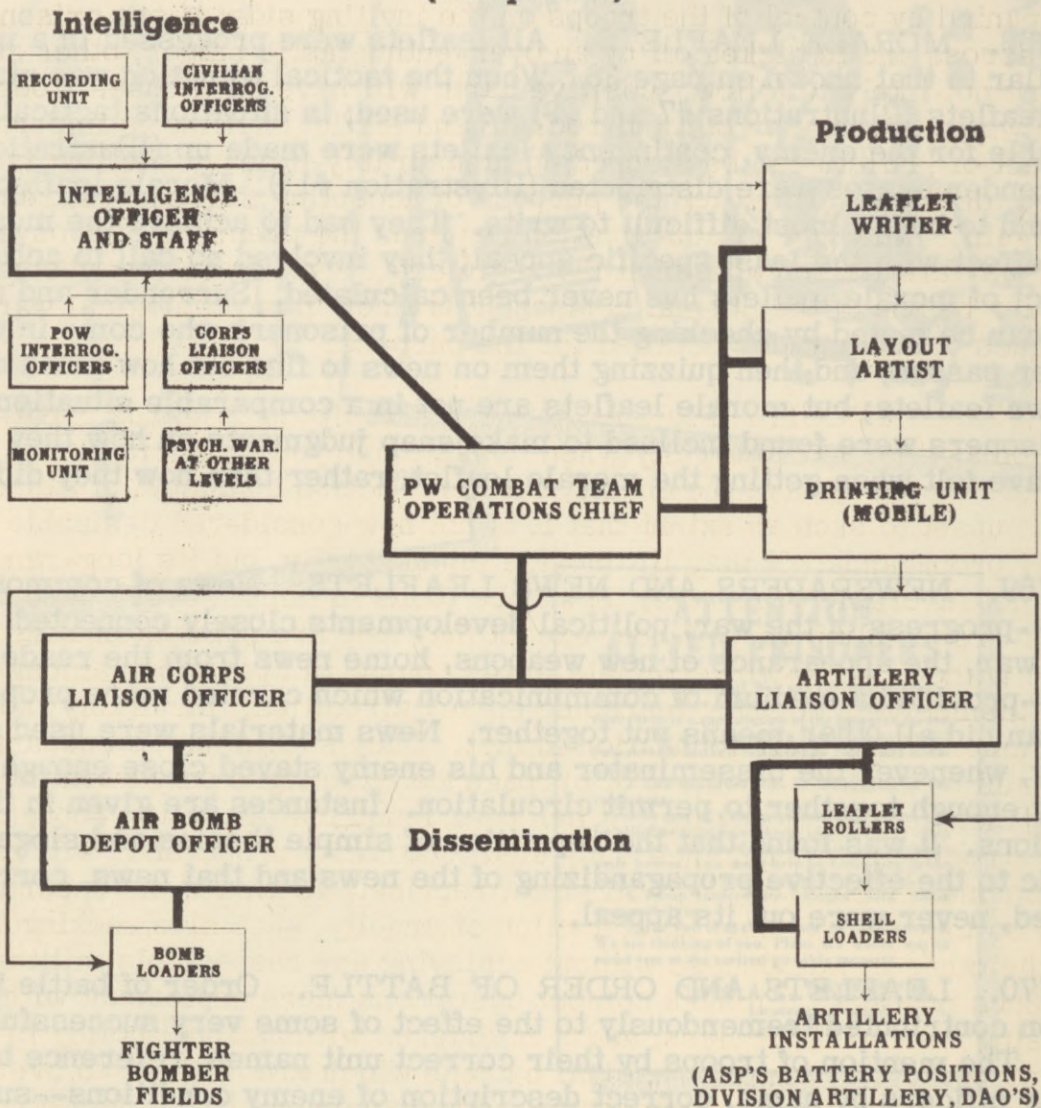 Intelligence
RECORDING
UNIT
CIVILIAN
INTERROG.
OFFICERS
INTELLIGENCE
OFFICER
AND STAFF
POW
INTERROG.
OFFICERS
CORPS
LIAISON
OFFICERS
MONITORING
UNIT
PSYCH. WAR.
AT OTHER
LEVELS
Production
LEAFLET
WRITER
LAYOUT
ARTIST
PRINTING UNIT
(MOBILE)
PW COMBAT TEAM
OPERATIONS CHIEF
AIR CORPS
LIAISON OFFICER
ARTILLERY
LIAISON OFFICER
AIR BOMB
DEPOT OFFICER
Dissemination
LEAFLET
ROLLERS
SHELL
LOADERS
BOMB
LOADERS
FIGHTER
BOMBER
FIELDS
ARTILLERY
INSTALLATIONS
(ASP'S BATTERY POSITIONS,
DIVISION ARTILLERY, DAO'S)